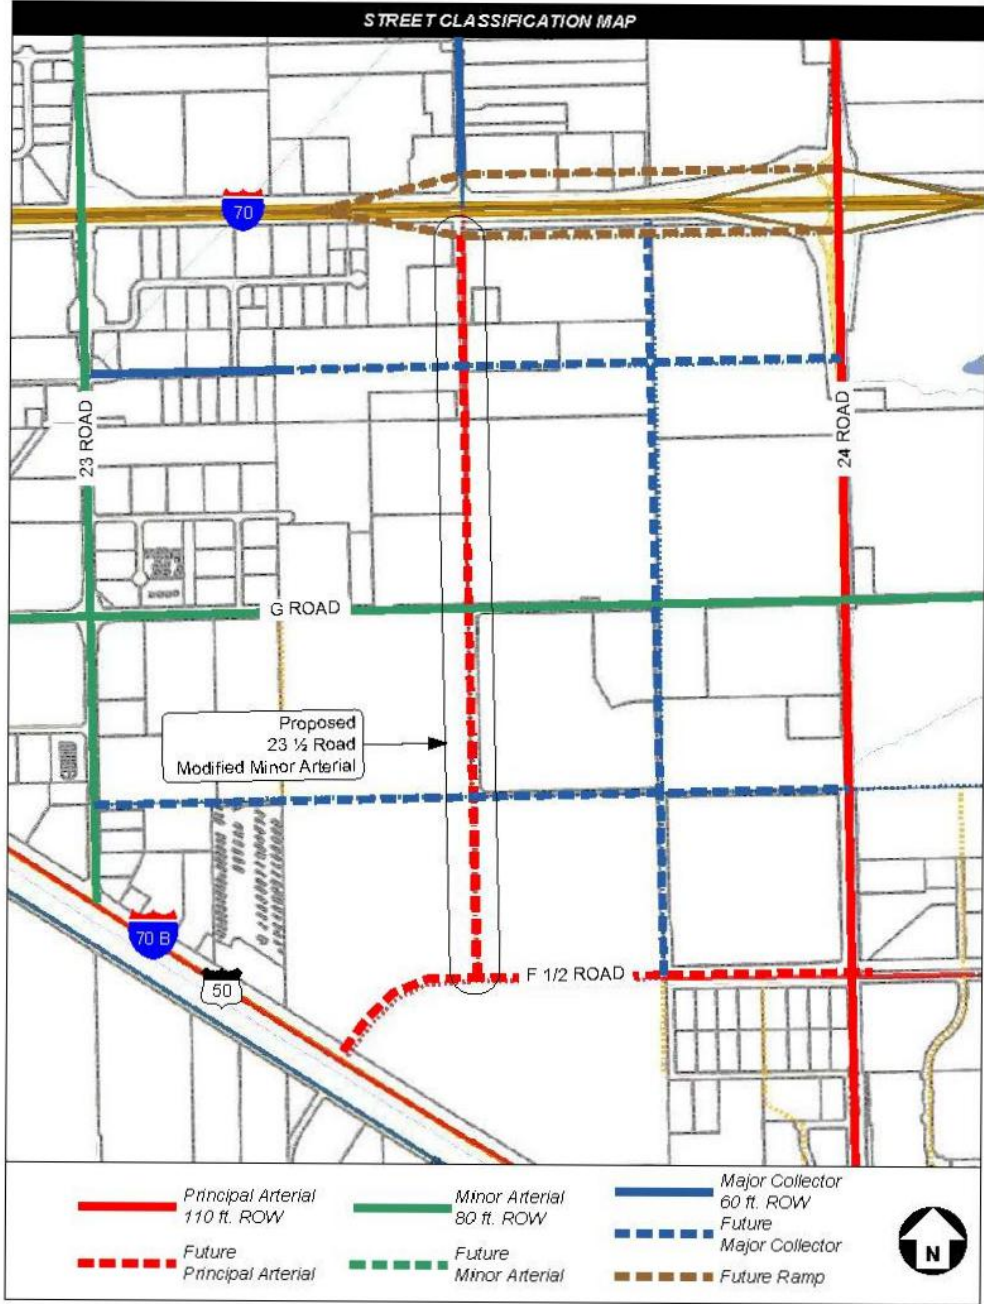 STREET CLASSIFICATION MAP
70
23 ROAD
24 ROAD
G ROAD
Proposed
23 ½ Road
Modified Minor Arterial
70 B
50
F 1/2 ROAD
Principal Arterial
110 ft. ROW
Minor Arterial
80 ft. ROW
Major Collector
60 ft. ROW
Future
Principal Arterial
Future
Minor Arterial
Future
Major Collector
Future Ramp
N